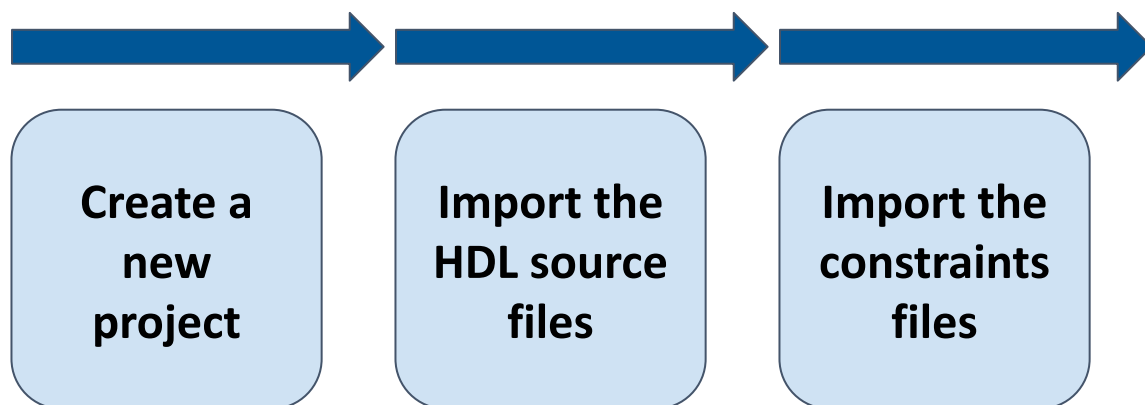 Create a
new
project
Import the
HDL source
files
Import the
constraints
files